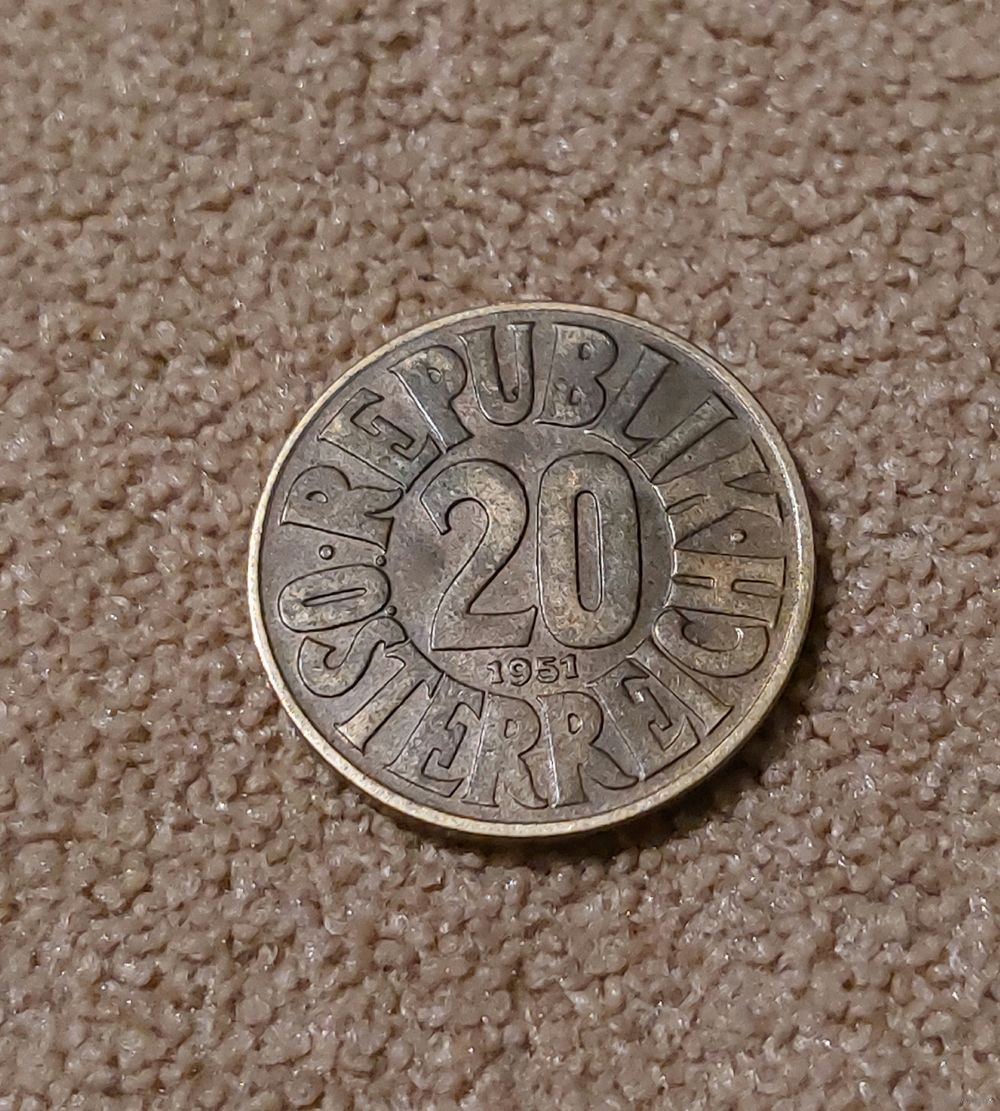 REPUBLIK · ÖSTERREICH ·
20
1951